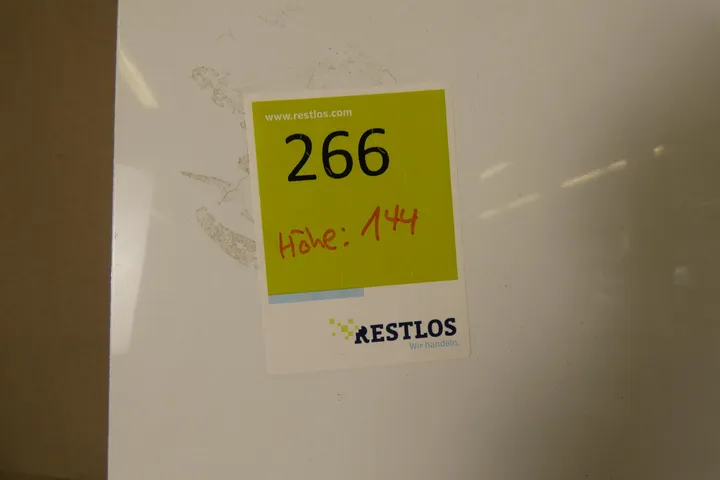 www.restlos.com
266
Höhe: 144
RESTLOS
Wir handeln.